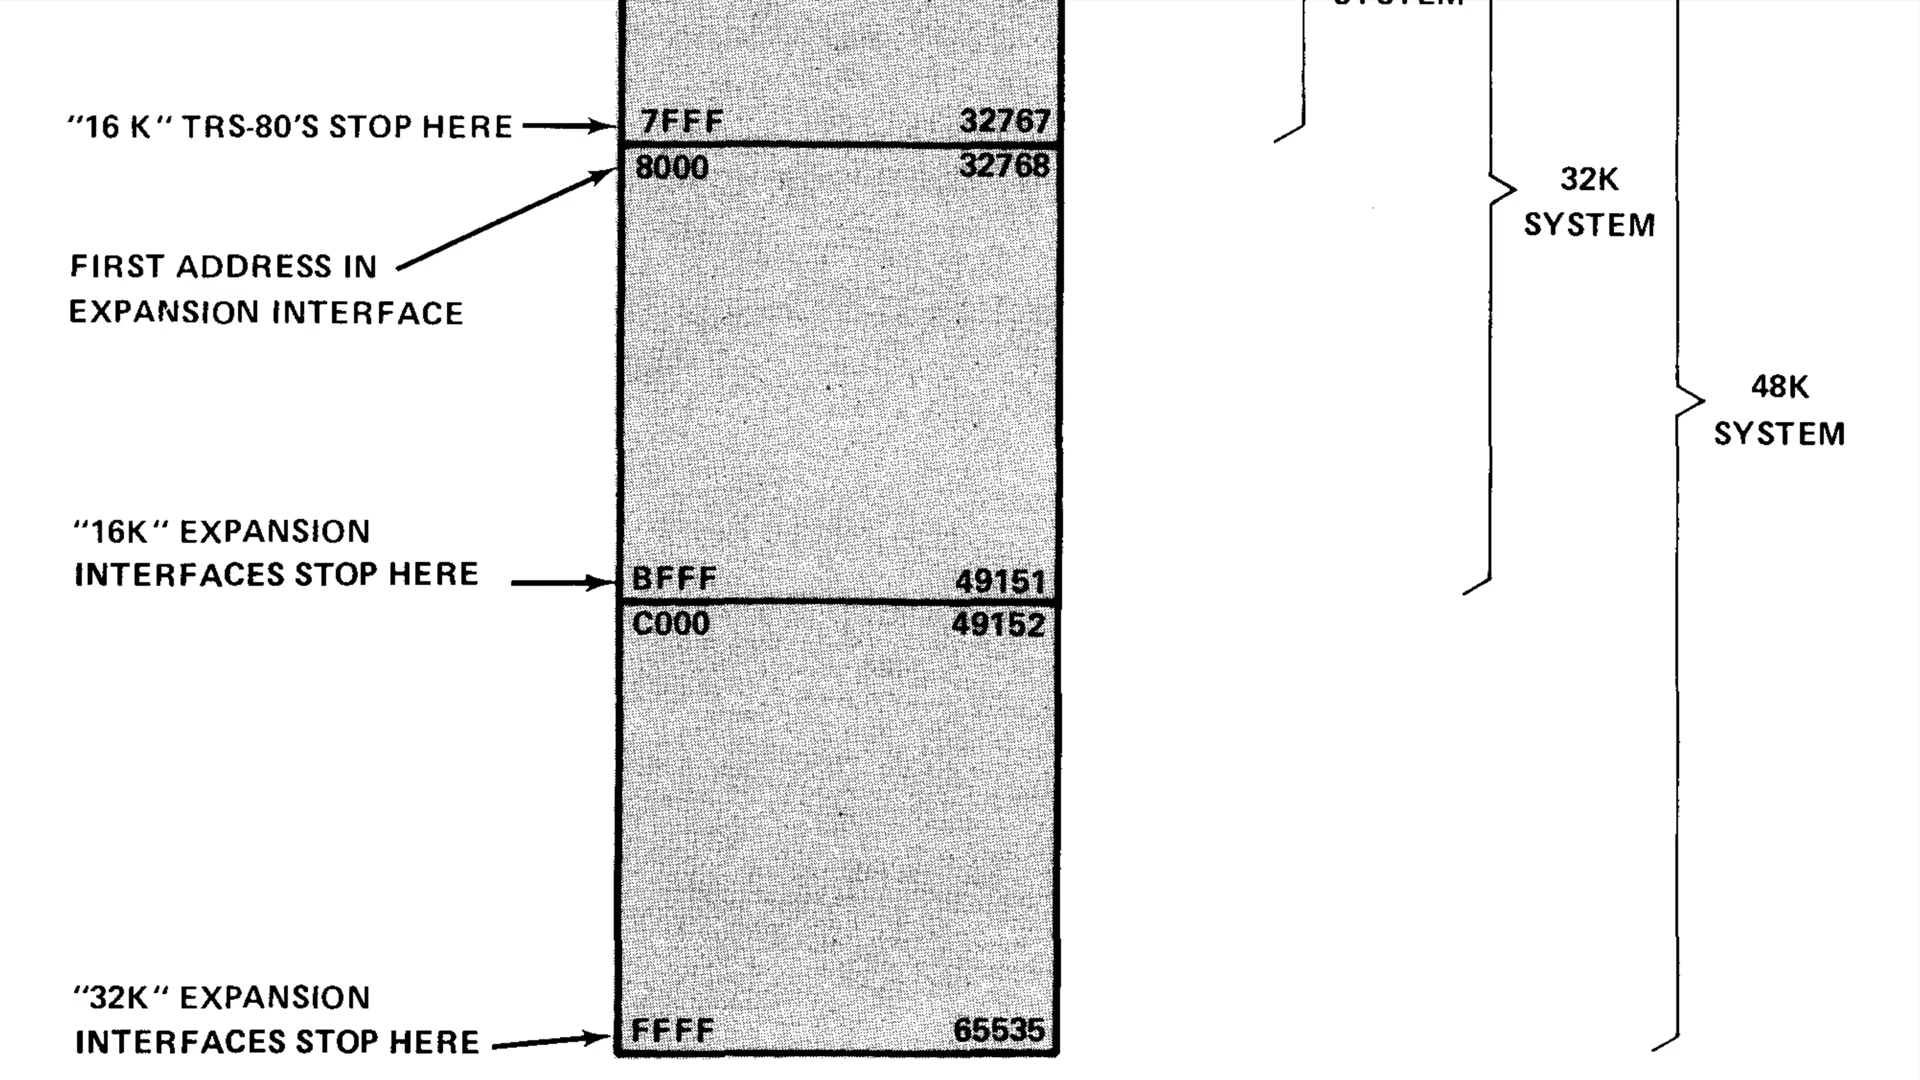 SYSTEM
"16 K" TRS-80'S STOP HERE
7FFF 32767
8000 32768
32K
SYSTEM
FIRST ADDRESS IN
EXPANSION INTERFACE
48K
SYSTEM
"16K" EXPANSION
INTERFACES STOP HERE
BFFF 49151
C000 49152
"32K" EXPANSION
INTERFACES STOP HERE
FFFF 65535